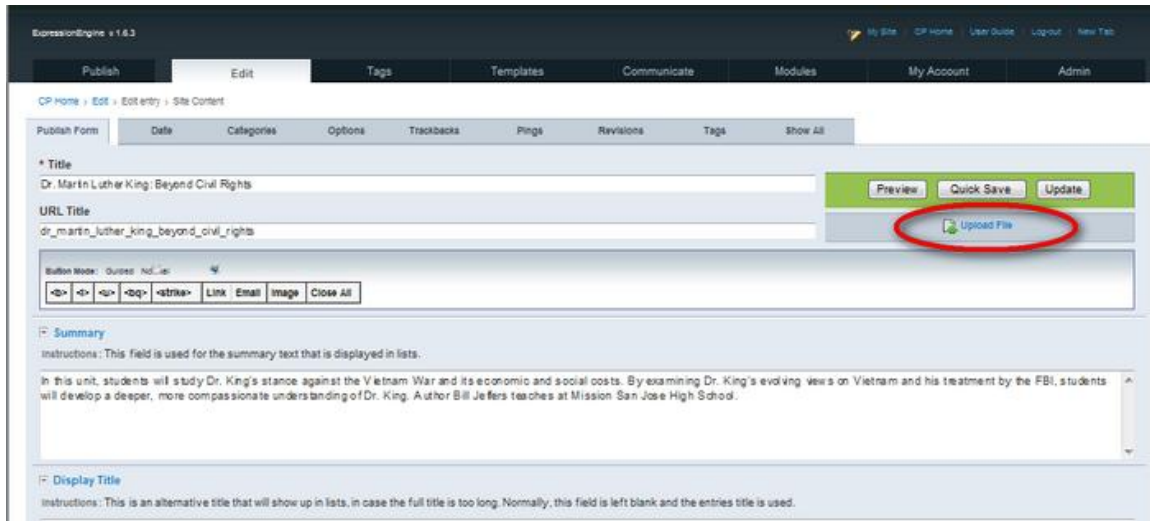 ExpressionEngine v 1.6.3
My Site CP Home User Guide Log-out New Tab
Publish Edit Tags Templates Communicate Modules My Account Admin
CP Home > Edit > Edit entry > Site Content
Publish Form Date Categories Options Trackbacks Pings Revisions Tags Show All
* Title
Dr. Martin Luther King: Beyond Civil Rights
Preview Quick Save Update
URL Title
dr_martin_luther_king_beyond_civil_rights
Upload File
Button Mode: Guided
<b> <i> <u> <bq> <strike> Link Email Image Close All
Summary
Instructions: This field is used for the summary text that is displayed in lists.
In this unit, students will study Dr. King's stance against the Vietnam War and its economic and social costs. By examining Dr. King's evolving views on Vietnam and his treatment by the FBI, students
will develop a deeper, more compassionate understanding of Dr. King. Author Bill Jeffers teaches at Mission San Jose High School.
Display Title
Instructions: This is an alternative title that will show up in lists, in case the full title is too long. Normally, this field is left blank and the entries title is used.